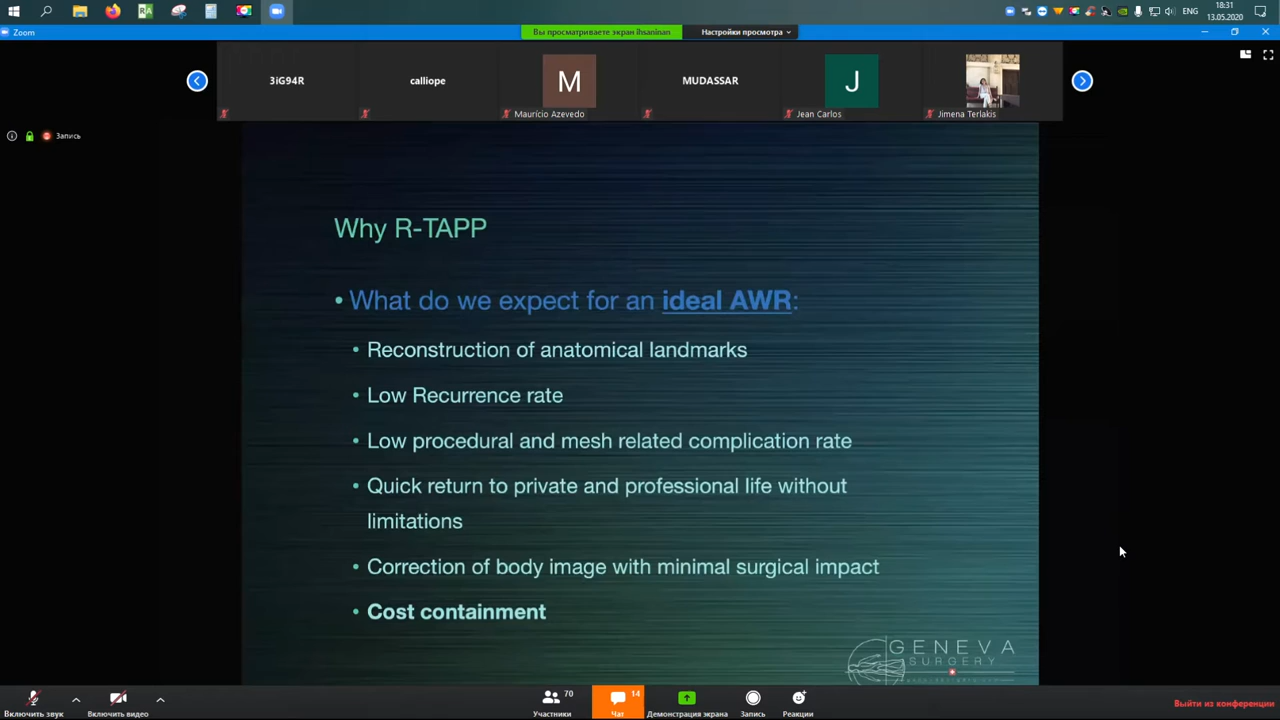 18:31
ENG
13.05.2020
Zoom
Вы просматриваете экран ihsaninan
Настройки просмотра
3iG94R
calliope
M
MUDASSAR
J
Maurício Azevedo
Jean Carlos
Jimena Terlakis
Запись
Why R-TAPP
• What do we expect for an ideal AWR:
• Reconstruction of anatomical landmarks
• Low Recurrence rate
• Low procedural and mesh related complication rate
• Quick return to private and professional life without
limitations
• Correction of body image with minimal surgical impact
• Cost containment
GENEVA
SURGERY
70
14
Включить звук
Включить видео
Участники
Чат
Демонстрация экрана
Запись
Реакции
Выйти из конференции